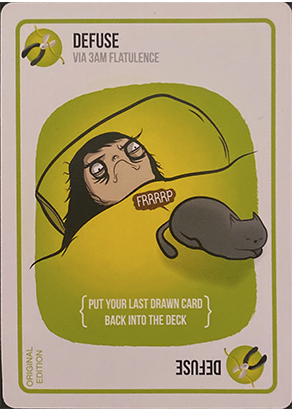 DEFUSE
VIA 3AM FLATULENCE
FRRRRP
PUT YOUR LAST DRAWN CARD
BACK INTO THE DECK
ORIGINAL
EDITION
DEFUSE